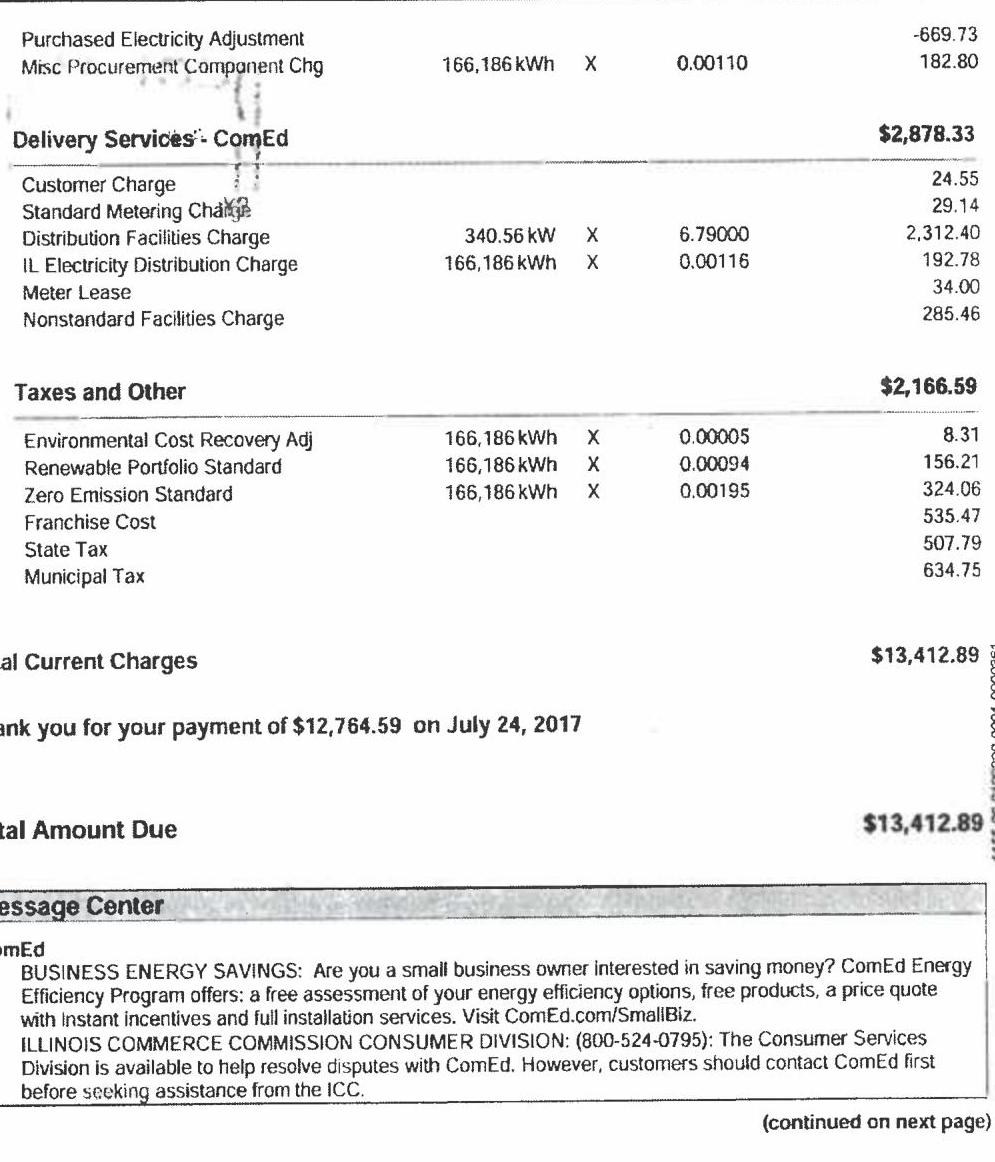 Purchased Electricity Adjustment -669.73
Misc Procurement Component Chg 166,186 kWh X 0.00110 182.80
Delivery Services - ComEd $2,878.33
Customer Charge 24.55
Standard Metering Charge 29.14
Distribution Facilities Charge 340.56 kW X 6.79000 2,312.40
IL Electricity Distribution Charge 166,186 kWh X 0.00116 192.78
Meter Lease 34.00
Nonstandard Facilities Charge 285.46
Taxes and Other $2,166.59
Environmental Cost Recovery Adj 166,186 kWh X 0.00005 8.31
Renewable Portfolio Standard 166,186 kWh X 0.00094 156.21
Zero Emission Standard 166,186 kWh X 0.00195 324.06
Franchise Cost 535.47
State Tax 507.79
Municipal Tax 634.75
al Current Charges $13,412.89
ank you for your payment of $12,764.59 on July 24, 2017
tal Amount Due $13,412.89
essage Center
omEd
BUSINESS ENERGY SAVINGS: Are you a small business owner interested in saving money? ComEd Energy
Efficiency Program offers: a free assessment of your energy efficiency options, free products, a price quote
with instant incentives and full installation services. Visit ComEd.com/SmallBiz.
ILLINOIS COMMERCE COMMISSION CONSUMER DIVISION: (800-524-0795): The Consumer Services
Division is available to help resolve disputes with ComEd. However, customers should contact ComEd first
before seeking assistance from the ICC.
(continued on next page)